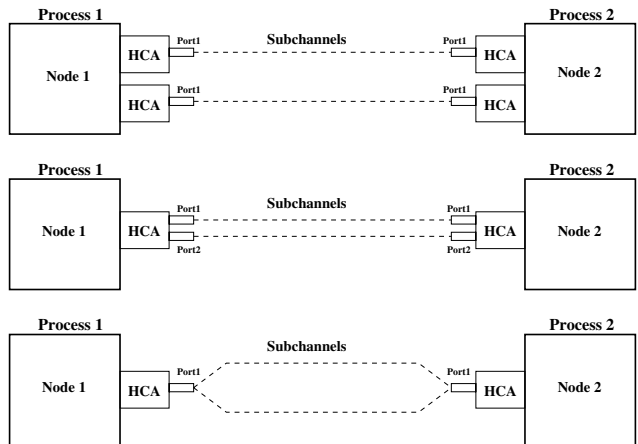 Process 1
Process 2
Port1
Subchannels
Port1
HCA
HCA
Node 1
Node 2
Port1
Port1
HCA
HCA
Process 1
Process 2
Port1
Subchannels
Port1
Node 1
HCA
HCA
Node 2
Port2
Port2
Process 1
Process 2
Subchannels
Port1
Port1
Node 1
HCA
HCA
Node 2